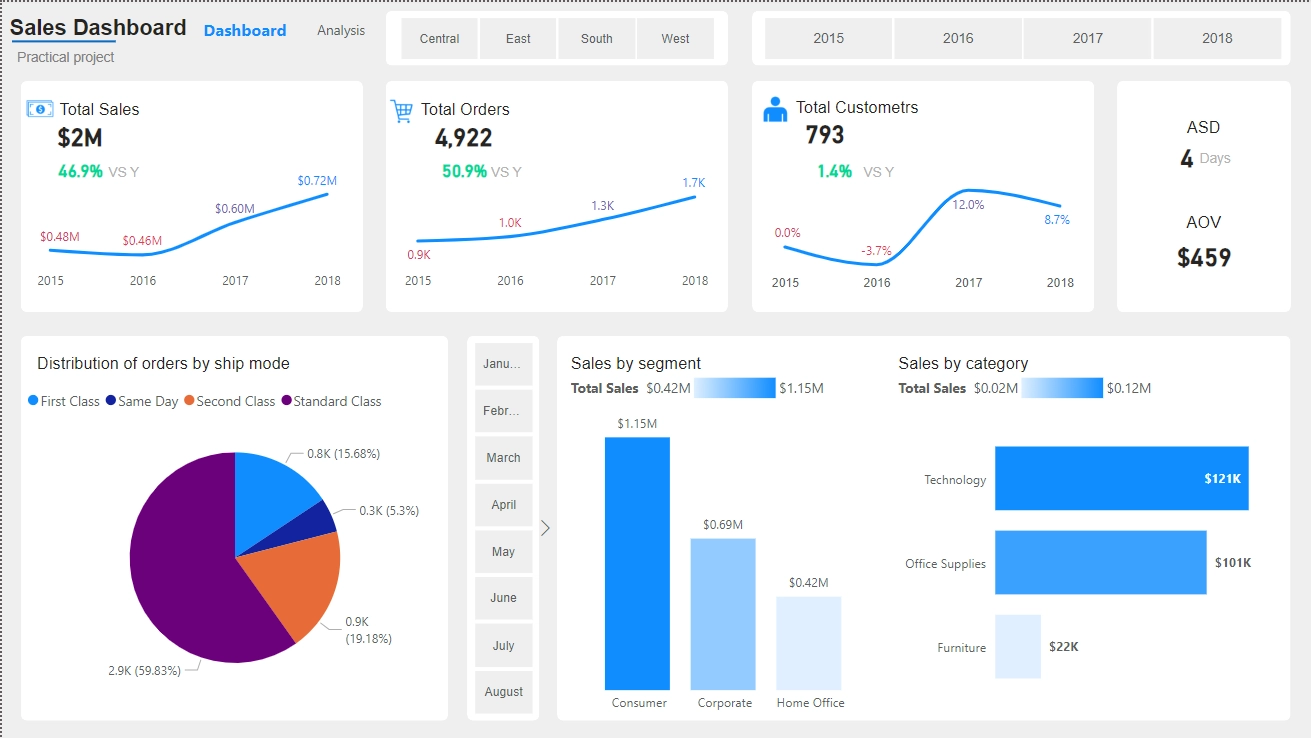 Sales Dashboard
Dashboard
Analysis
Practical project
Central
East
South
West
2015
2016
2017
2018
Total Sales
$2M
46.9% VS Y
$0.48M
$0.46M
$0.60M
$0.72M
2015
2016
2017
2018
Total Orders
4,922
50.9% VS Y
0.9K
1.0K
1.3K
1.7K
2015
2016
2017
2018
Total Custometrs
793
1.4% VS Y
0.0%
-3.7%
12.0%
8.7%
2015
2016
2017
2018
ASD
4 Days
AOV
$459
Distribution of orders by ship mode
First Class
Same Day
Second Class
Standard Class
0.8K (15.68%)
0.3K (5.3%)
0.9K
(19.18%)
2.9K (59.83%)
Janu...
Febr...
March
April
May
June
July
August
Sales by segment
Total Sales $0.42M $1.15M
$1.15M
$0.69M
$0.42M
Consumer
Corporate
Home Office
Sales by category
Total Sales $0.02M $0.12M
Technology
$121K
Office Supplies
$101K
Furniture
$22K